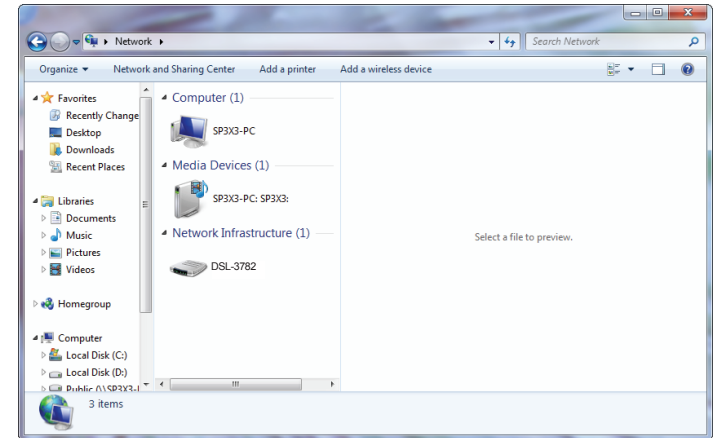 Network
Search Network
Organize
Network and Sharing Center
Add a printer
Add a wireless device
Favorites
Recently Change
Desktop
Downloads
Recent Places
Libraries
Documents
Music
Pictures
Videos
Homegroup
Computer
Local Disk (C:)
Local Disk (D:)
Public (\\SP3X3-
Computer (1)
SP3X3-PC
Media Devices (1)
SP3X3-PC: SP3X3:
Network Infrastructure (1)
DSL-3782
Select a file to preview.
3 items